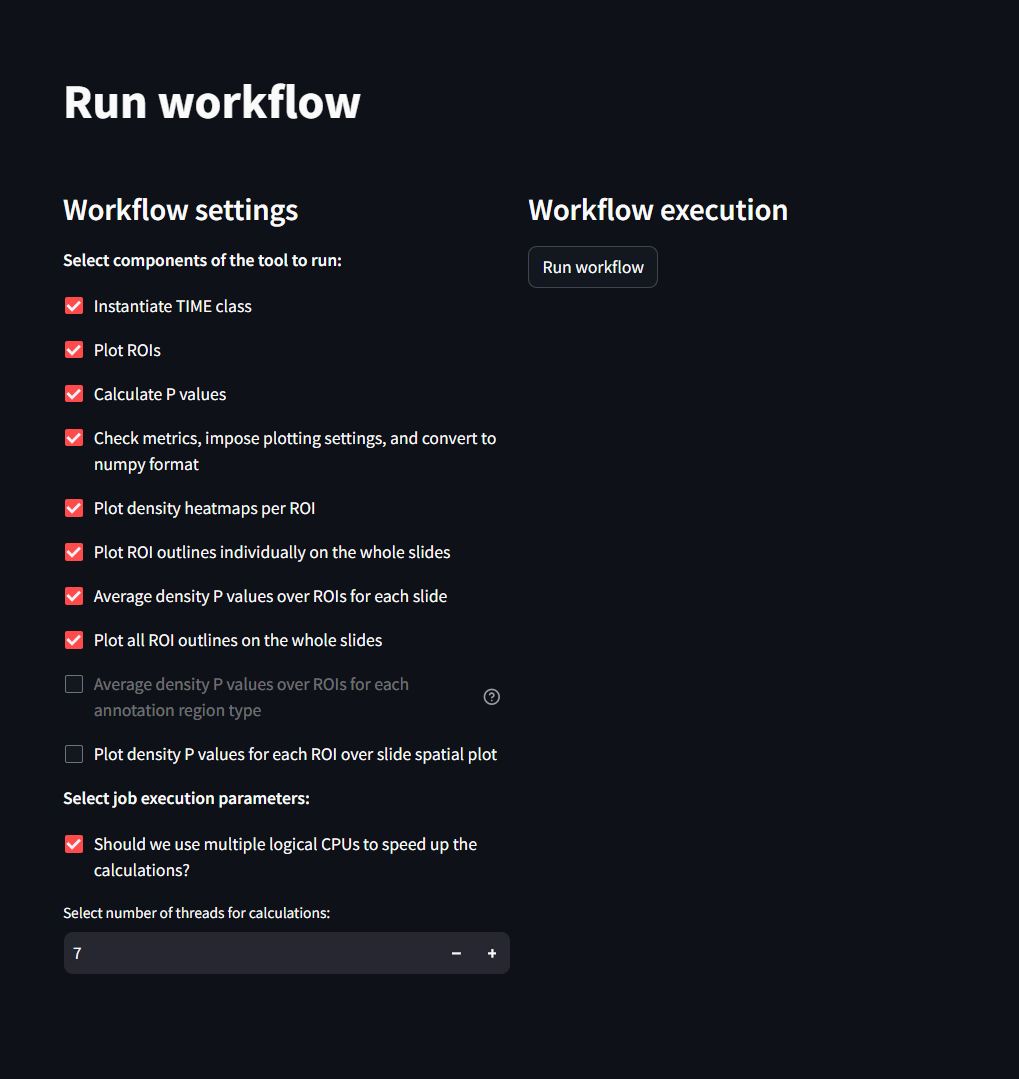 Run workflow
Workflow settings
Select components of the tool to run:
Instantiate TIME class
Plot ROIs
Calculate P values
Check metrics, impose plotting settings, and convert to
numpy format
Plot density heatmaps per ROI
Plot ROI outlines individually on the whole slides
Average density P values over ROIs for each slide
Plot all ROI outlines on the whole slides
Average density P values over ROIs for each
annotation region type
?
Plot density P values for each ROI over slide spatial plot
Select job execution parameters:
Should we use multiple logical CPUs to speed up the
calculations?
Select number of threads for calculations:
7
Workflow execution
Run workflow